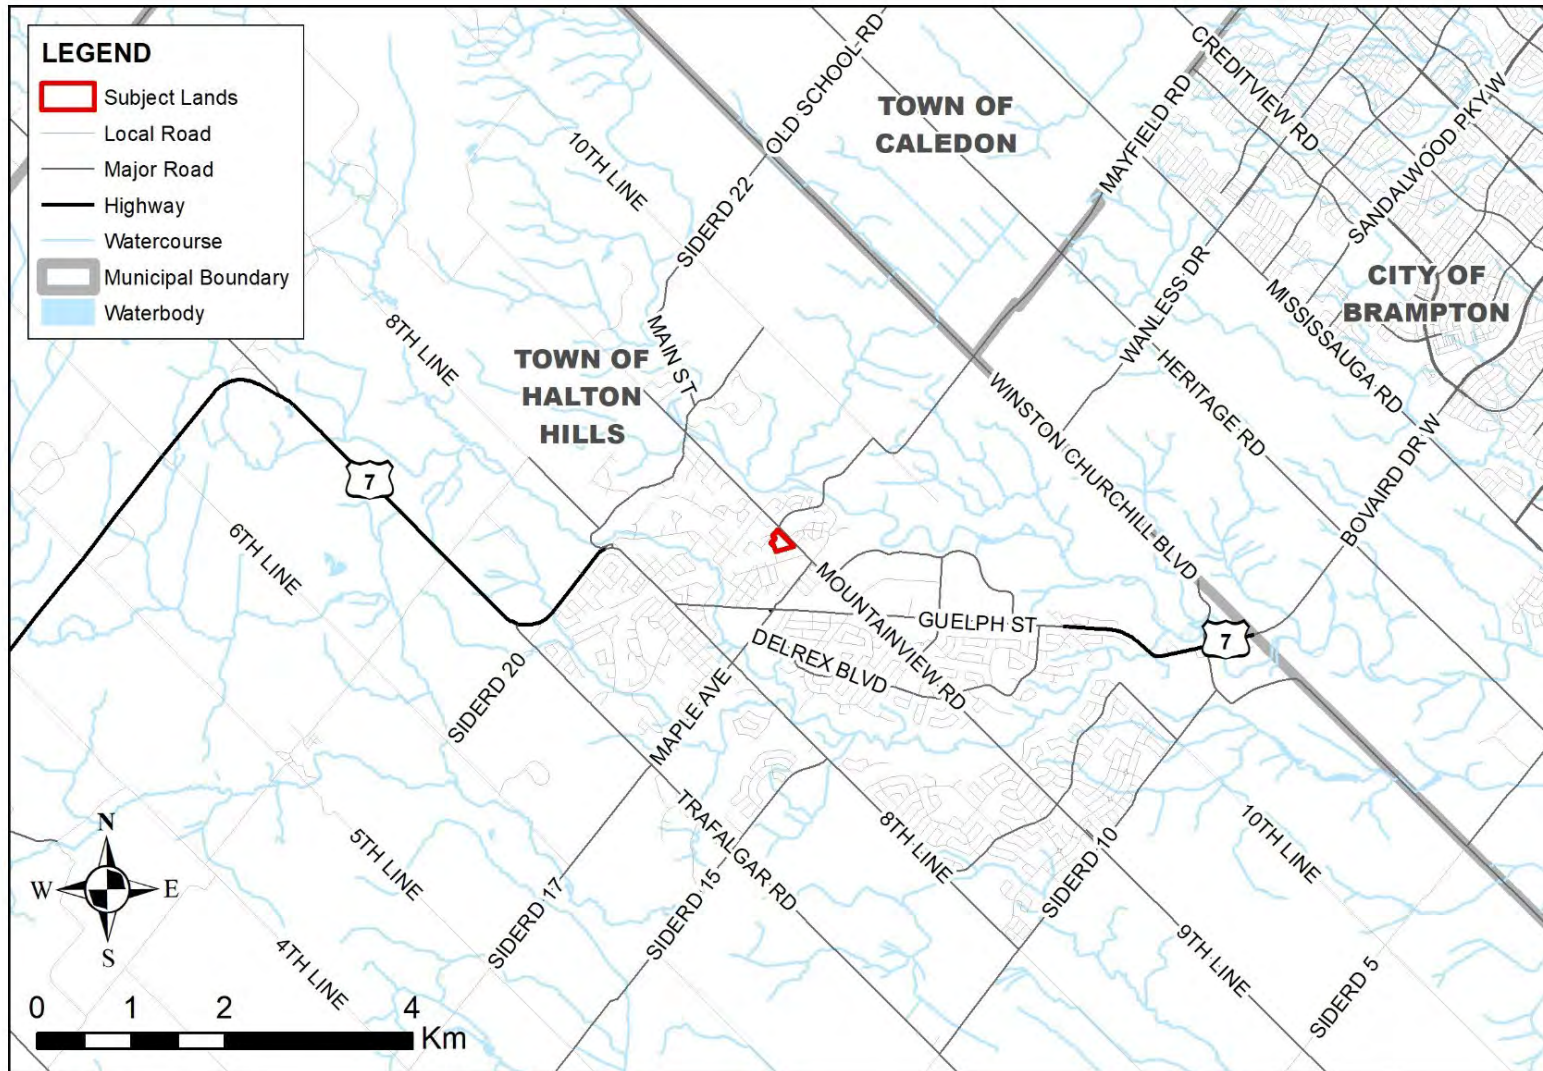 LEGEND
Subject Lands
Local Road
Major Road
Highway
Watercourse
Municipal Boundary
Waterbody
10TH LINE
SIDERD 22
OLD SCHOOL RD
TOWN OF
CALEDON
MAYFIELD RD
CREDITVIEW RD
SANDALWOOD PKY W
CITY OF
BRAMPTON
WANLESS DR
MISSISSAUGA RD
HERITAGE RD
8TH LINE
MAIN ST
TOWN OF
HALTON
HILLS
WINSTON CHURCHILL BLVD
BOVAIRD DR W
7
6TH LINE
MOUNTAINVIEW RD
GUELPH ST
DELREX BLVD
7
SIDERD 20
MAPLE AVE
TRAFALGAR RD
8TH LINE
10TH LINE
5TH LINE
SIDERD 17
SIDERD 15
SIDERD 10
9TH LINE
SIDERD 5
4TH LINE
N
W
E
S
0 1 2 4
Km